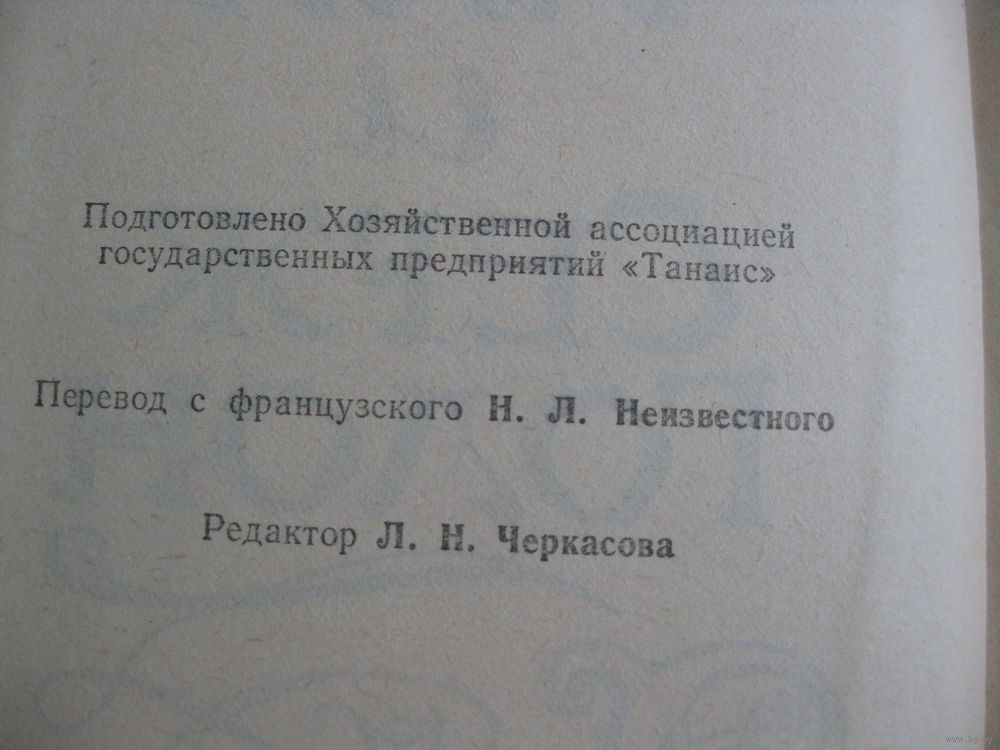 Подготовлено Хозяйственной ассоциацией
государственных предприятий «Танаис»
Перевод с французского Н. Л. Неизвестного
Редактор Л. Н. Черкасова